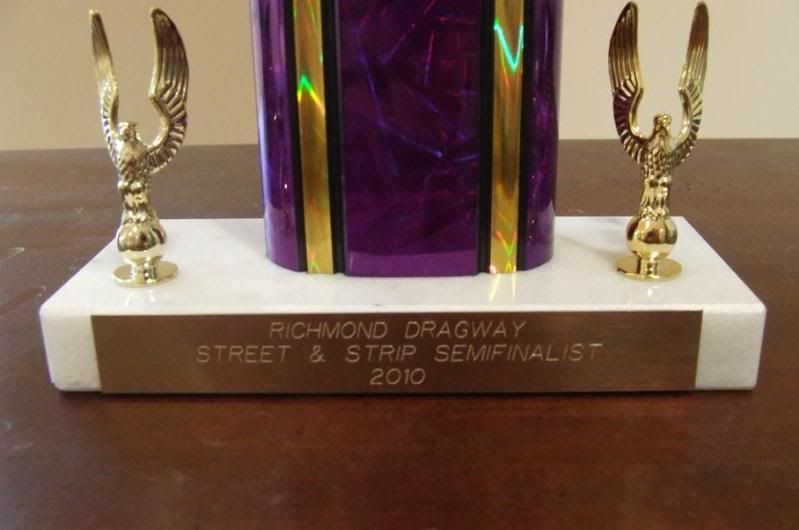 RICHMOND DRAGWAY
STREET & STRIP SEMIFINALIST
2010